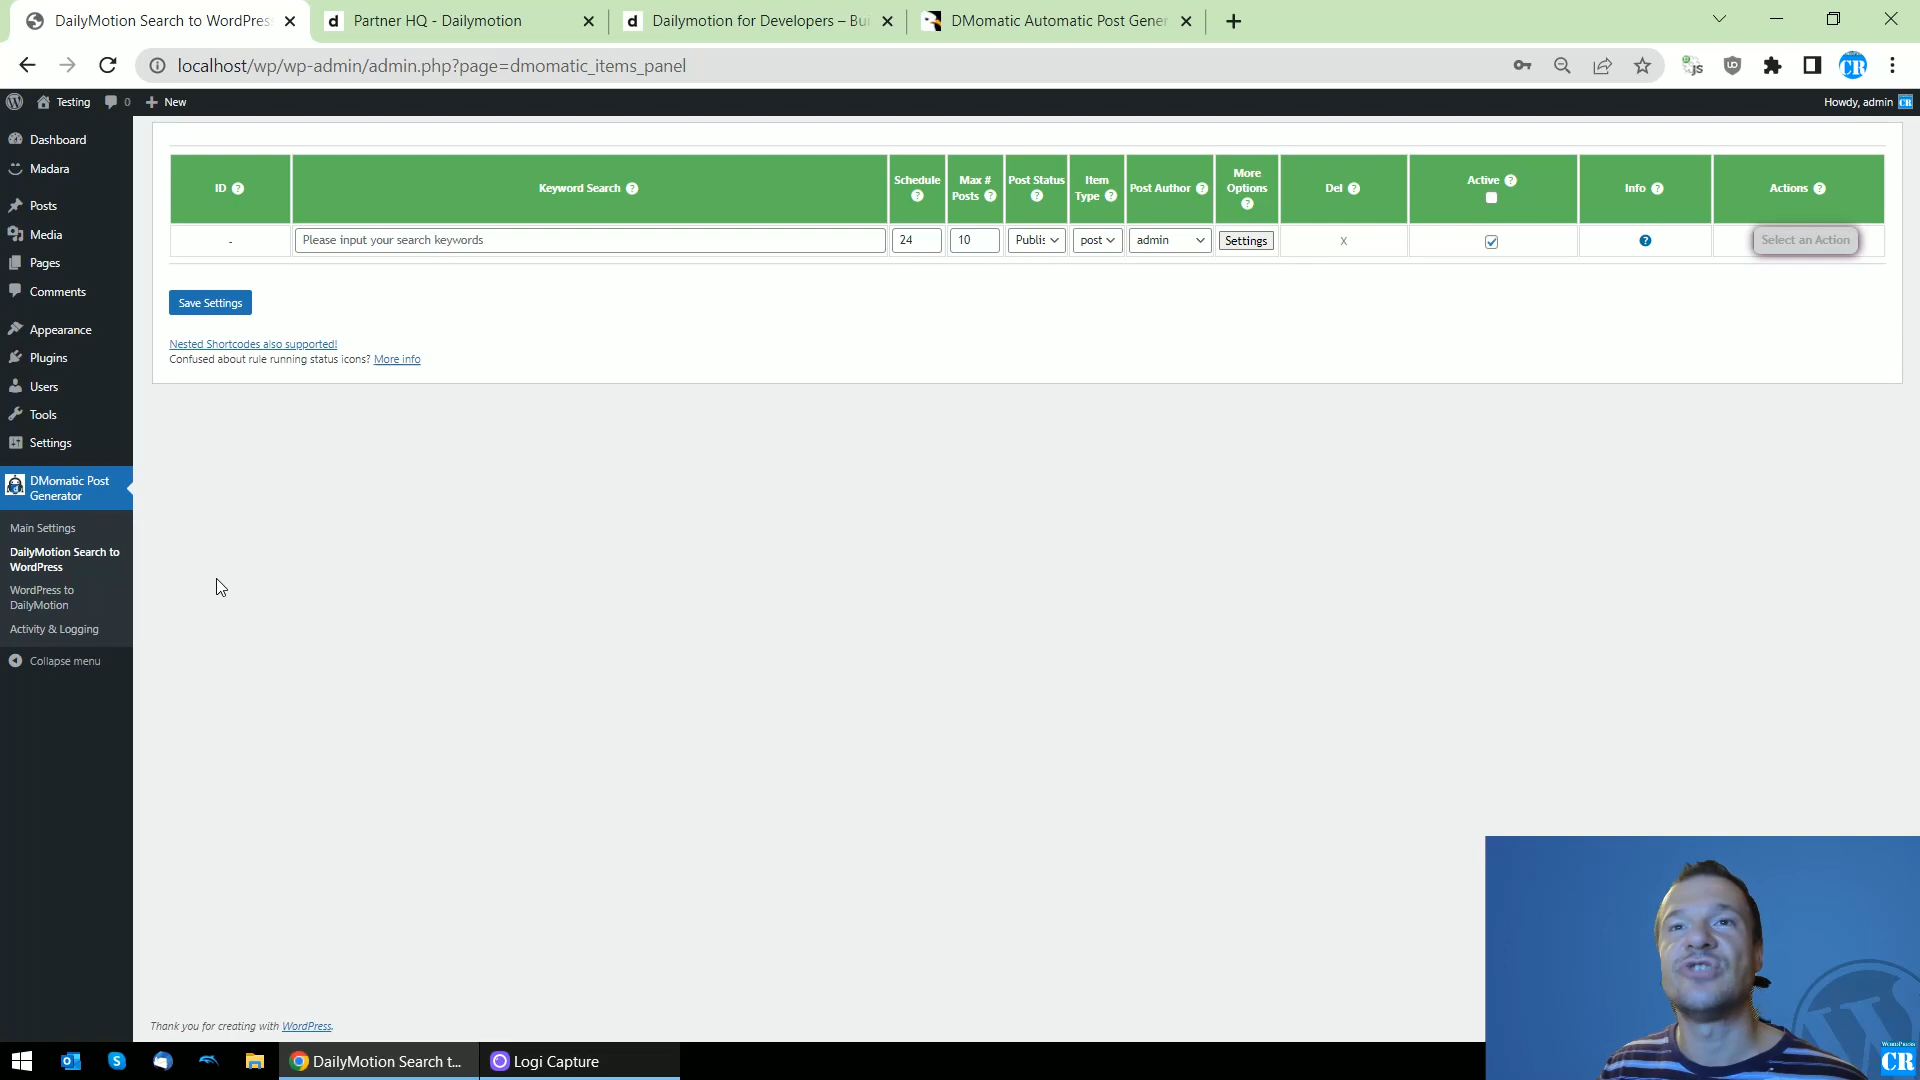 DailyMotion Search to WordPres
Partner HQ - Dailymotion
Dailymotion for Developers – Bui
DMomatic Automatic Post Gener
localhost/wp/wp-admin/admin.php?page=dmomatic_items_panel
Testing
0
New
Howdy, admin
Dashboard
Madara
Posts
Media
Pages
Comments
Appearance
Plugins
Users
Tools
Settings
DMomatic Post
Generator
Main Settings
DailyMotion Search to
WordPress
WordPress to
DailyMotion
Activity & Logging
Collapse menu
ID
Keyword Search
Schedule
Max #
Posts
Post Status
Item
Type
Post Author
More
Options
Del
Active
Info
Actions
-
Please input your search keywords
24
10
Publis
post
admin
Settings
X
Select an Action
Save Settings
Nested Shortcodes also supported!
Confused about rule running status icons? More info
Thank you for creating with WordPress.
DailyMotion Search t...
Logi Capture
WORDPRESS
CR